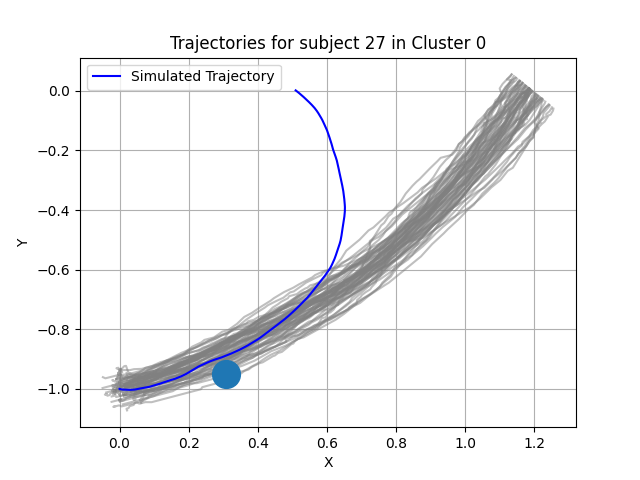 Trajectories for subject 27 in Cluster 0
Simulated Trajectory
0.0
−0.2
−0.4
−0.6
−0.8
−1.0
Y
0.0 0.2 0.4 0.6 0.8 1.0 1.2
X